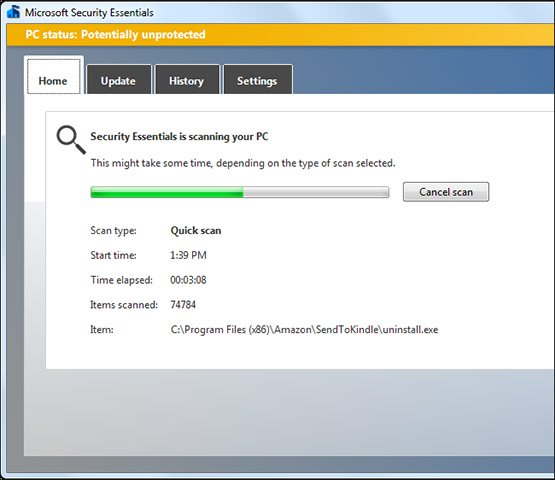 Microsoft Security Essentials
PC status: Potentially unprotected
Home Update History Settings
Security Essentials is scanning your PC
This might take some time, depending on the type of scan selected.
Cancel scan
Scan type: Quick scan
Start time: 1:39 PM
Time elapsed: 00:03:08
Items scanned: 74784
Item: C:\Program Files (x86)\Amazon\SendToKindle\uninstall.exe